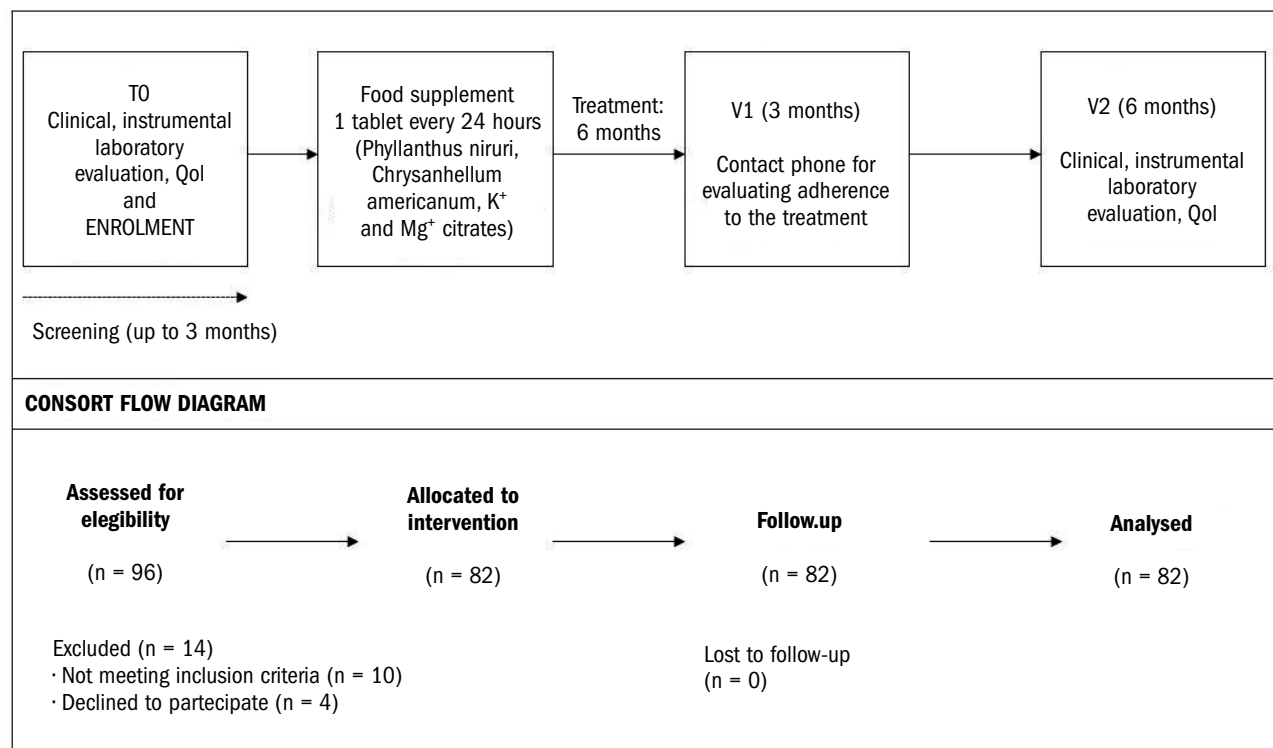 T0
Clinical, instrumental
laboratory
evaluation, Qol
and
ENROLMENT
Food supplement
1 tablet every 24 hours
(Phyllanthus niruri,
Chrysanhellum
americanum, K⁺
and Mg⁺ citrates)
Treatment:
6 months
V1 (3 months)
Contact phone for
evaluating adherence
to the treatment
V2 (6 months)
Clinical, instrumental
laboratory
evaluation, Qol
Screening (up to 3 months)
CONSORT FLOW DIAGRAM
Assessed for
elegibility
(n = 96)
Allocated to
intervention
(n = 82)
Follow.up
(n = 82)
Analysed
(n = 82)
Excluded (n = 14)
· Not meeting inclusion criteria (n = 10)
· Declined to partecipate (n = 4)
Lost to follow-up
(n = 0)